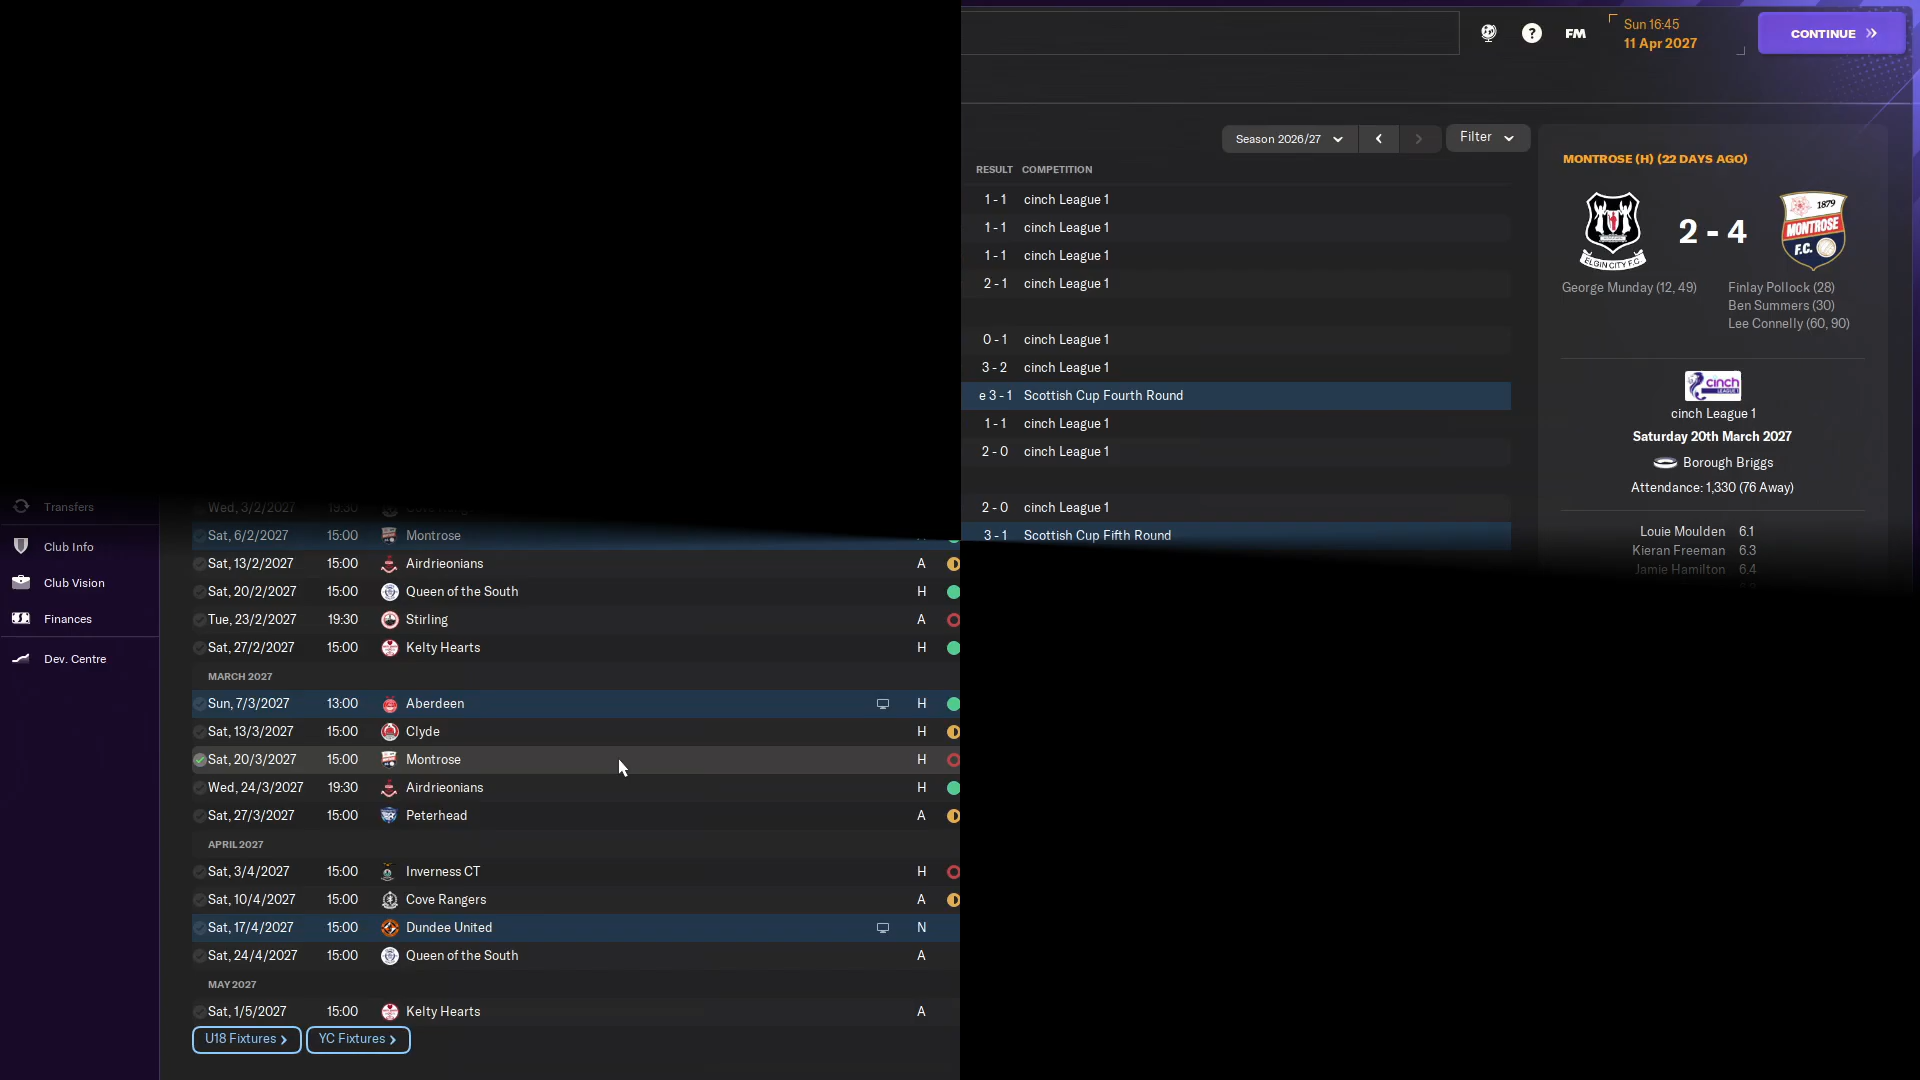 Sun 16:45
11 Apr 2027
CONTINUE
FM
Season 2026/27
Filter
RESULT COMPETITION
1 - 1 cinch League 1
1 - 1 cinch League 1
1 - 1 cinch League 1
2 - 1 cinch League 1
0 - 1 cinch League 1
3 - 2 cinch League 1
e 3 - 1 Scottish Cup Fourth Round
1 - 1 cinch League 1
2 - 0 cinch League 1
2 - 0 cinch League 1
3 - 1 Scottish Cup Fifth Round
MONTROSE (H) (22 DAYS AGO)
ELGIN CITY F.C.
2 - 4
1879
MONTROSE
F.C.
George Munday (12, 49)
Finlay Pollock (28)
Ben Summers (30)
Lee Connelly (60, 90)
cinch
cinch League 1
Saturday 20th March 2027
Borough Briggs
Attendance: 1,330 (76 Away)
Louie Moulden 6.1
Kieran Freeman 6.3
Jamie Hamilton 6.4
Transfers
Club Info
Club Vision
Finances
Dev. Centre
Wed, 3/2/2027 19:30
Sat, 6/2/2027 15:00 Montrose
Sat, 13/2/2027 15:00 Airdrieonians A
Sat, 20/2/2027 15:00 Queen of the South H
Tue, 23/2/2027 19:30 Stirling A
Sat, 27/2/2027 15:00 Kelty Hearts H
MARCH 2027
Sun, 7/3/2027 13:00 Aberdeen H
Sat, 13/3/2027 15:00 Clyde H
Sat, 20/3/2027 15:00 Montrose H
Wed, 24/3/2027 19:30 Airdrieonians H
Sat, 27/3/2027 15:00 Peterhead A
APRIL 2027
Sat, 3/4/2027 15:00 Inverness CT H
Sat, 10/4/2027 15:00 Cove Rangers A
Sat, 17/4/2027 15:00 Dundee United N
Sat, 24/4/2027 15:00 Queen of the South A
MAY 2027
Sat, 1/5/2027 15:00 Kelty Hearts A
U18 Fixtures
YC Fixtures